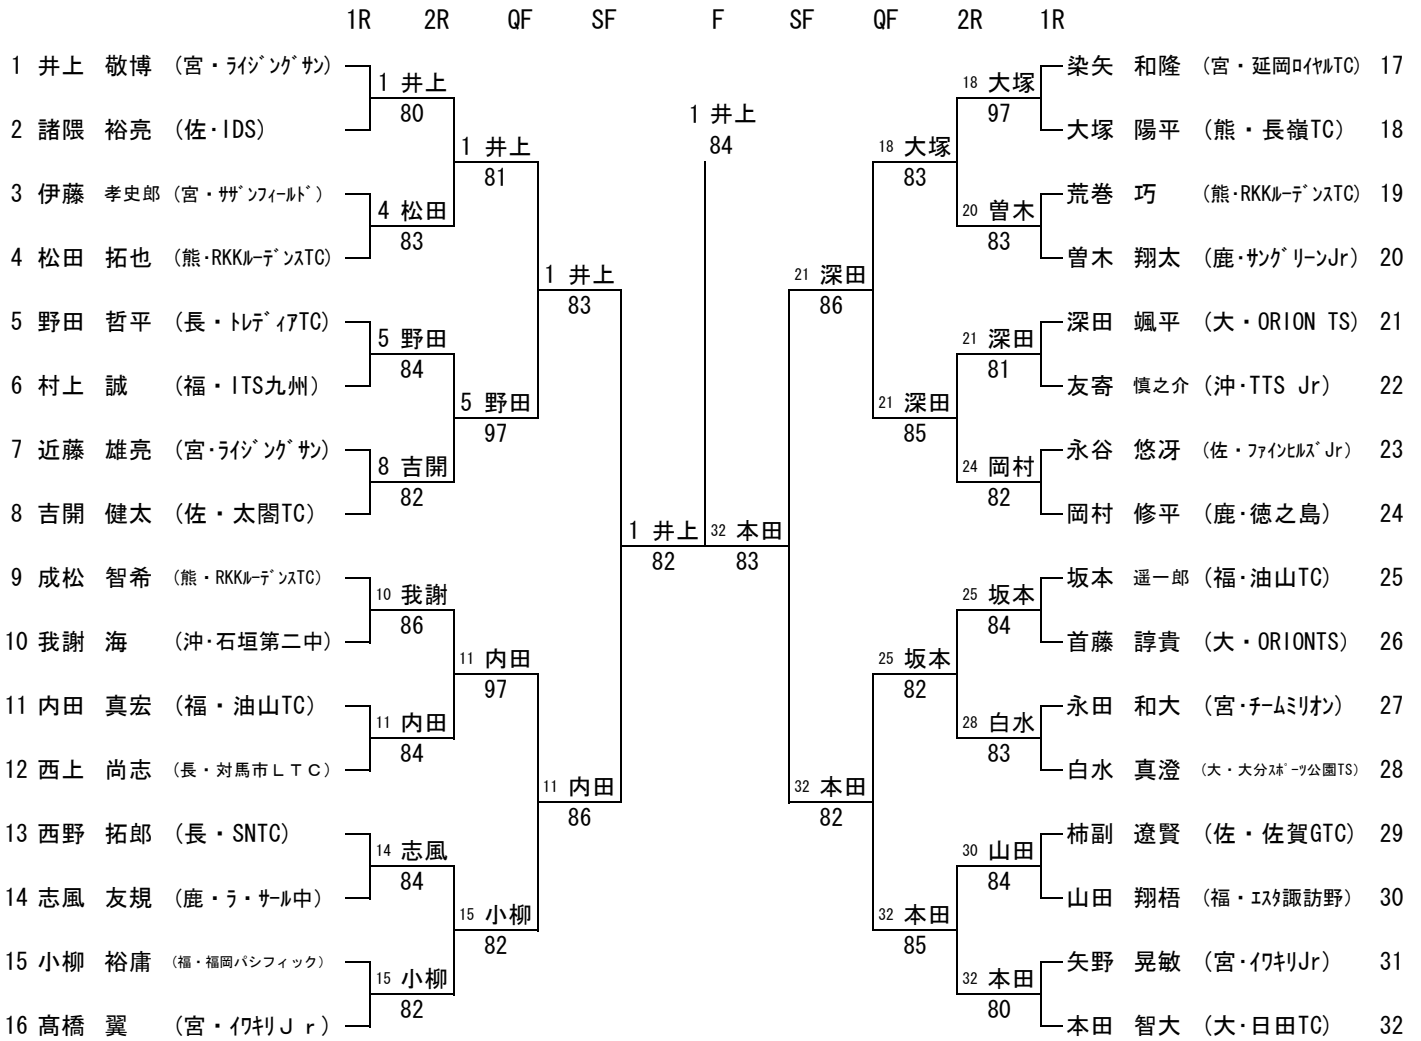 1R 2R QF SF F SF QF 2R 1R
1 井上 敬博 (宮・ﾗｲｼﾞﾝｸﾞｻﾝ)
2 諸隈 裕亮 (佐・IDS)
3 伊藤 孝史郎 (宮・ｻｻﾞﾝﾌｨｰﾙﾄﾞ)
4 松田 拓也 (熊・RKKﾙｰﾃﾞﾝｽTC)
5 野田 哲平 (長・ﾄﾚﾃﾞｨｱTC)
6 村上 誠 (福・ITS九州)
7 近藤 雄亮 (宮・ﾗｲｼﾞﾝｸﾞｻﾝ)
8 吉開 健太 (佐・太閤TC)
9 成松 智希 (熊・RKKﾙｰﾃﾞﾝｽTC)
10 我謝 海 (沖・石垣第二中)
11 内田 真宏 (福・油山TC)
12 西上 尚志 (長・対馬市ＬＴＣ)
13 西野 拓郎 (長・SNTC)
14 志風 友規 (鹿・ラ・ｻｰﾙ中)
15 小柳 裕庸 (福・福岡パシフィック)
16 髙橋 翼 (宮・ｲﾜｷﾘＪｒ)
1 井上
80
4 松田
83
5 野田
84
8 吉開
82
10 我謝
86
11 内田
84
14 志風
84
15 小柳
82
1 井上
81
5 野田
97
11 内田
97
15 小柳
82
1 井上
83
11 内田
86
1 井上
82
1 井上
84
32 本田
83
21 深田
86
32 本田
82
18 大塚
83
21 深田
85
25 坂本
82
32 本田
85
18 大塚
97
20 曽木
83
21 深田
81
24 岡村
82
25 坂本
84
28 白水
83
30 山田
84
32 本田
80
染矢 和隆 (宮・延岡ﾛｲﾔﾙTC) 17
大塚 陽平 (熊・長嶺TC) 18
荒巻 巧 (熊・RKKﾙｰﾃﾞﾝｽTC) 19
曽木 翔太 (鹿・ｻﾝｸﾞﾘｰﾝJr) 20
深田 颯平 (大・ORION TS) 21
友寄 慎之介 (沖・TTS Jr) 22
永谷 悠冴 (佐・ﾌｧｲﾝﾋﾙｽﾞJr) 23
岡村 修平 (鹿・徳之島) 24
坂本 遥一郎 (福・油山TC) 25
首藤 諄貴 (大・ORIONTS) 26
永田 和大 (宮・ﾁｰﾑﾐﾘｵﾝ) 27
白水 真澄 (大・大分ｽﾎﾟｰﾂ公園TS) 28
柿副 遼賢 (佐・佐賀GTC) 29
山田 翔梧 (福・ｴｽﾀ諏訪野) 30
矢野 晃敏 (宮・ｲﾜｷﾘJr) 31
本田 智大 (大・日田TC) 32